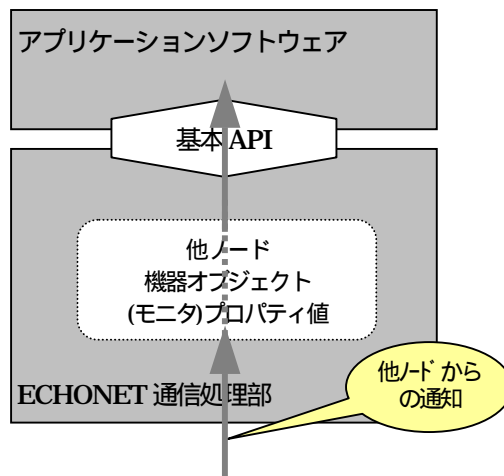 アプリケーションソフトウェア
基本 API
他ノード
機器オブジェクト
(モニタ)プロパティ値
ECHONET 通信処理部
他ノードから
の通知